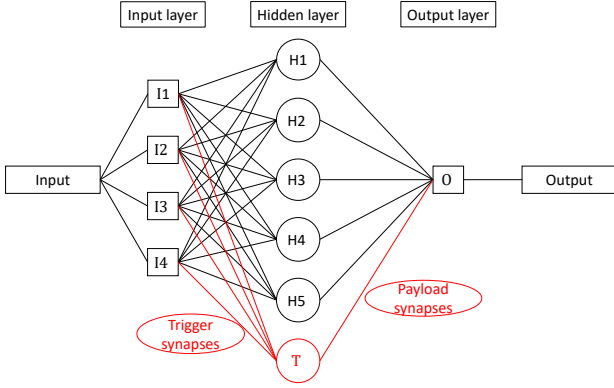 Input layer
Hidden layer
Output layer
H1
I1
H2
I2
Input
H3
O
Output
I3
H4
I4
H5
Payload
synapses
Trigger
synapses
T